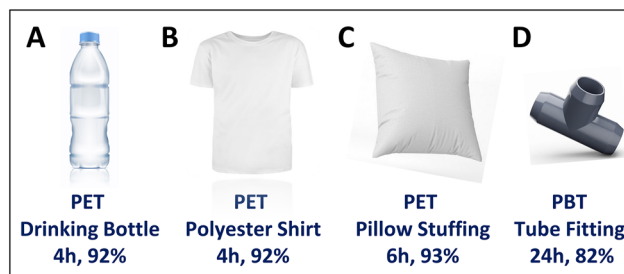 A
B
C
D
PET
Drinking Bottle
4h, 92%
PET
Polyester Shirt
4h, 92%
PET
Pillow Stuffing
6h, 93%
PBT
Tube Fitting
24h, 82%